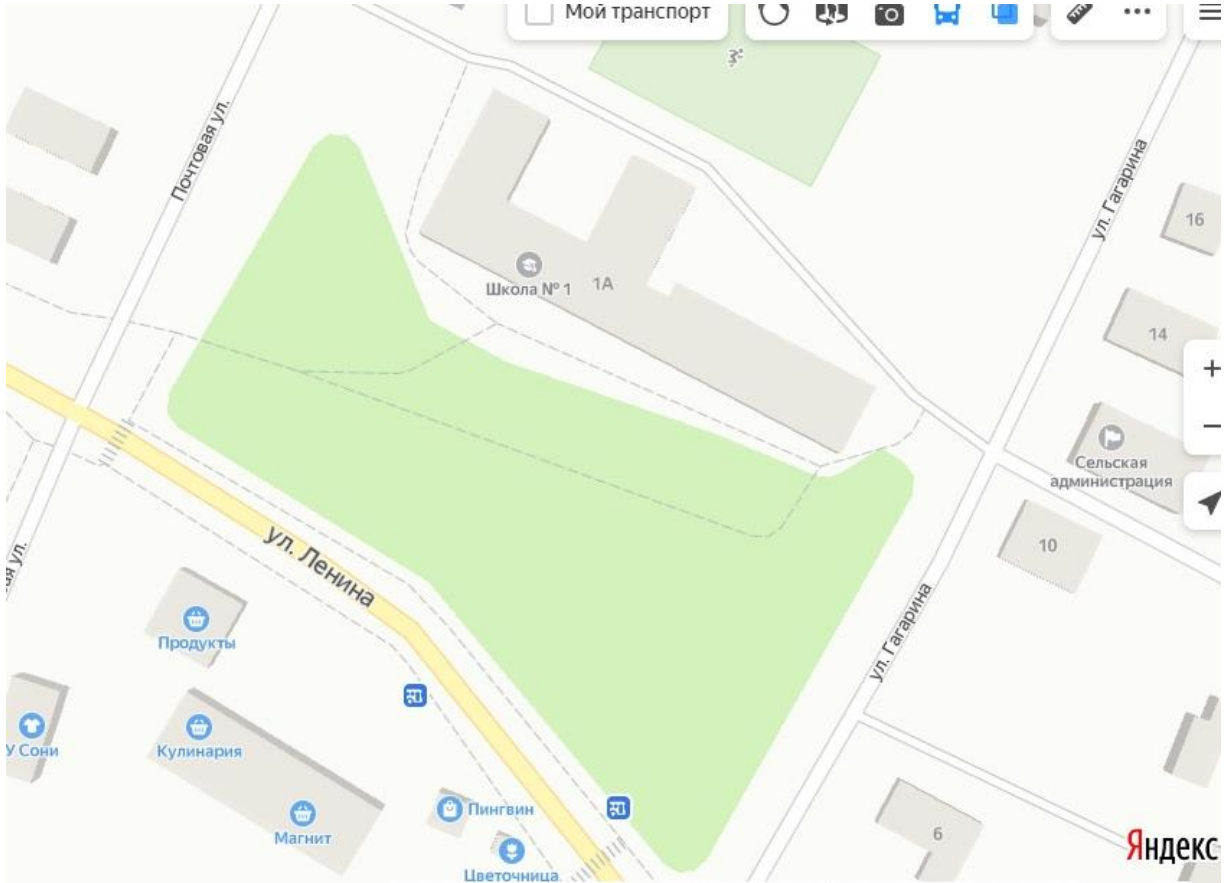 Мой транспорт
Почтовая ул.
ул. Гагарина
16
Школа № 1
1А
14
Сельская
администрация
10
ул. Ленина
ул. Гагарина
Продукты
У Сони
Кулинария
Пингвин
Магнит
6
Цветочница
Яндекс